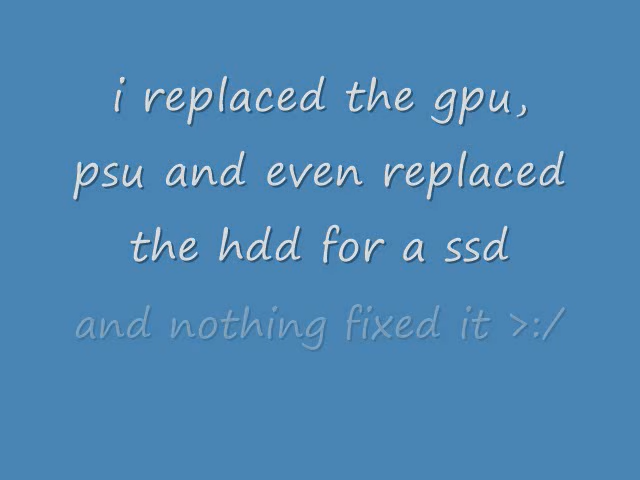 i replaced the gpu,
psu and even replaced
the hdd for a ssd
and nothing fixed it >:/